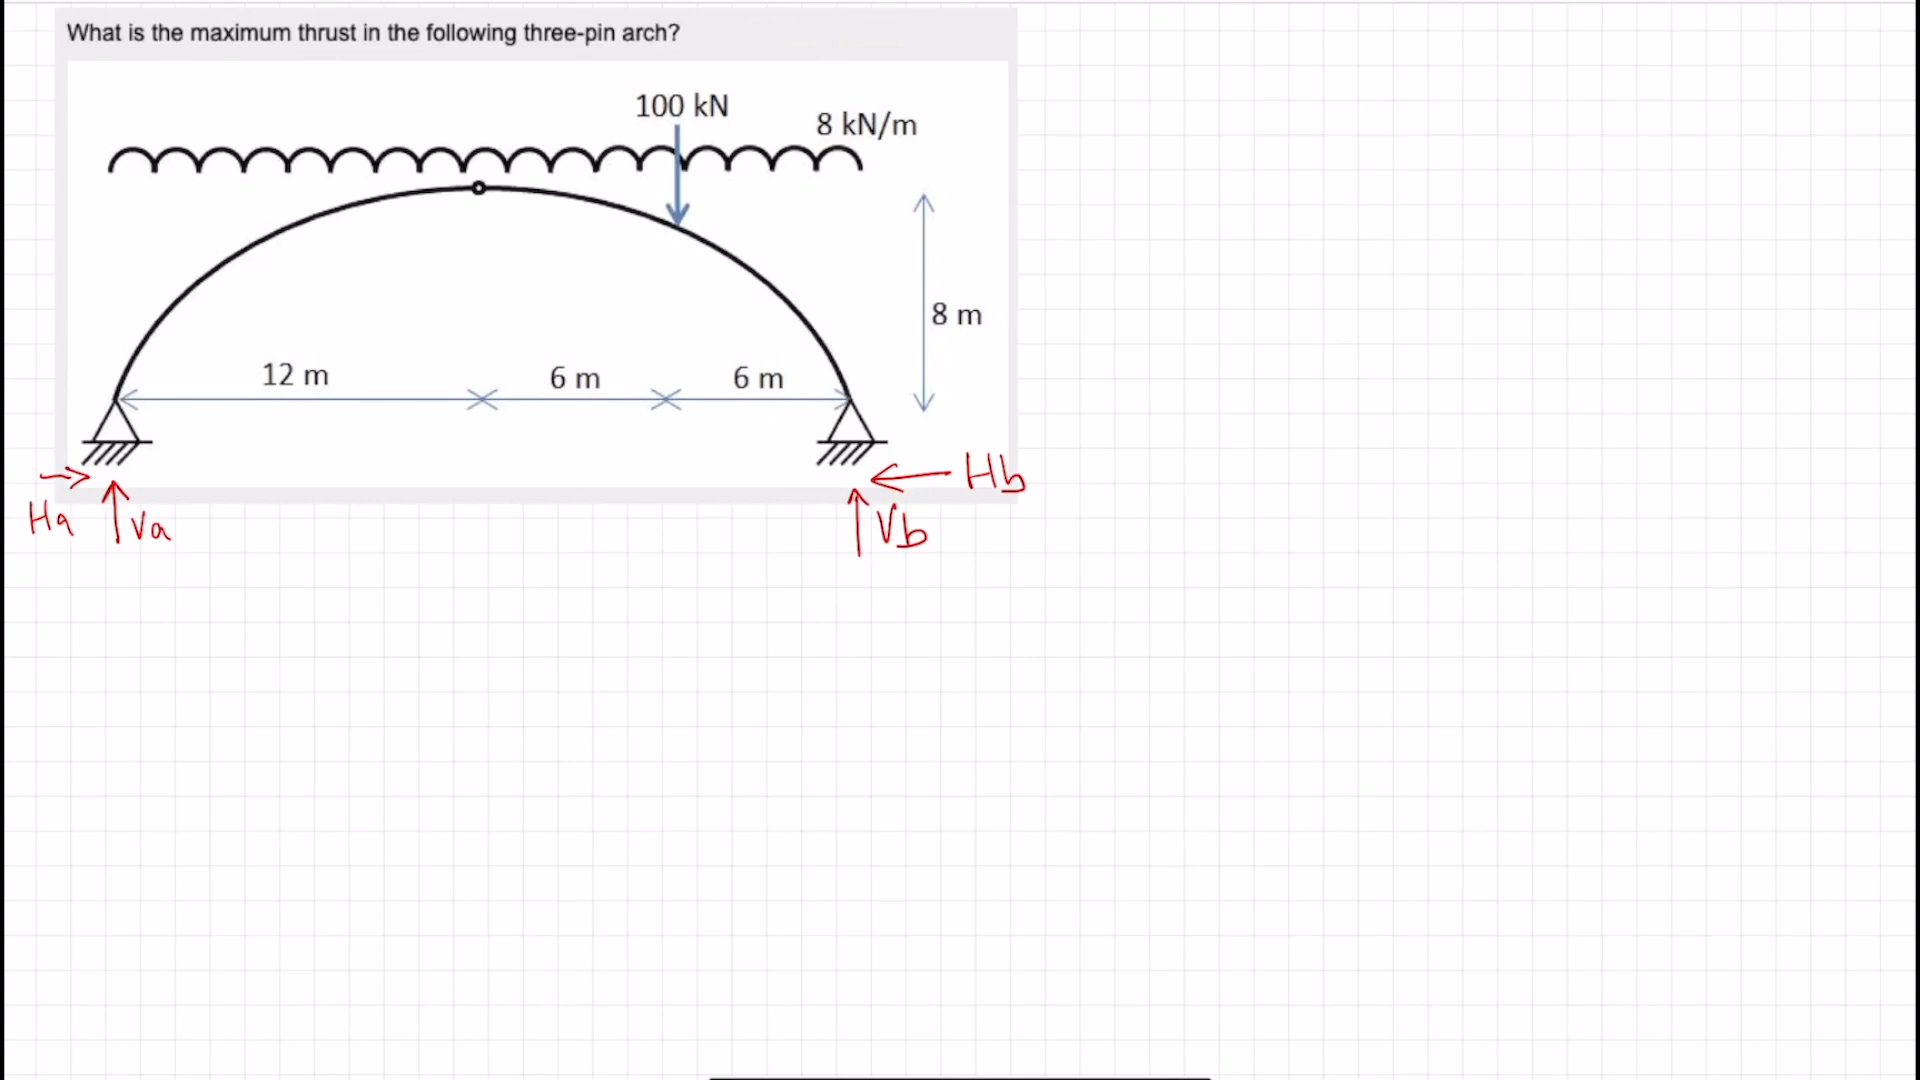 What is the maximum thrust in the following three-pin arch?
100 kN
8 kN/m
8 m
12 m
6 m
6 m
Ha
Va
Hb
Vb